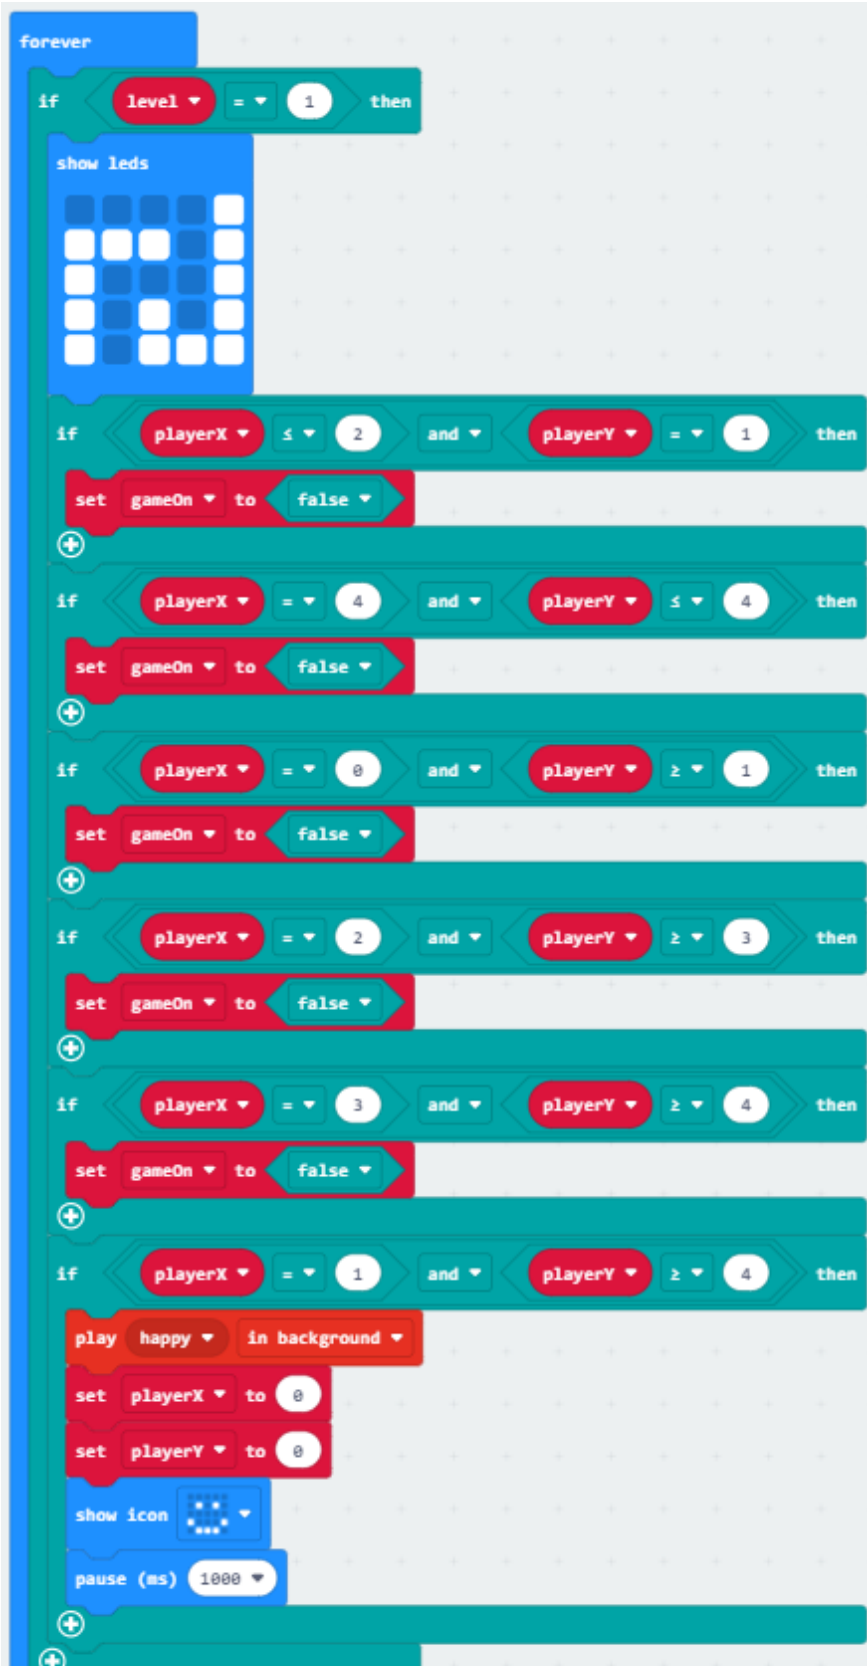 forever
if level = 1 then
show leds
if playerX ≤ 2 and playerY = 1 then
set gameOn to false
if playerX = 4 and playerY ≤ 4 then
set gameOn to false
if playerX = 0 and playerY ≥ 1 then
set gameOn to false
if playerX = 2 and playerY ≥ 3 then
set gameOn to false
if playerX = 3 and playerY ≥ 4 then
set gameOn to false
if playerX = 1 and playerY ≥ 4 then
play happy in background
set playerX to 0
set playerY to 0
show icon
pause (ms) 1000